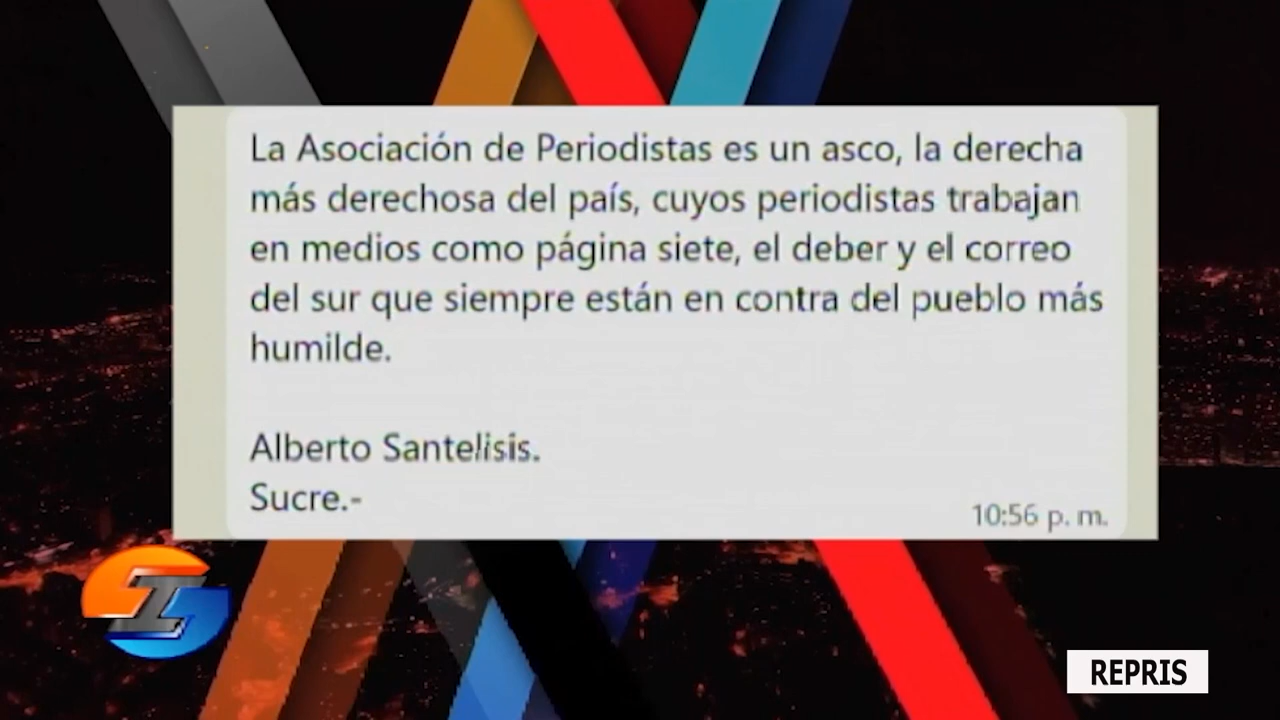 La Asociación de Periodistas es un asco, la derecha
más derechosa del país, cuyos periodistas trabajan
en medios como página siete, el deber y el correo
del sur que siempre están en contra del pueblo más
humilde.
Alberto Santelisis.
Sucre.-
10:56 p. m.
REPRIS